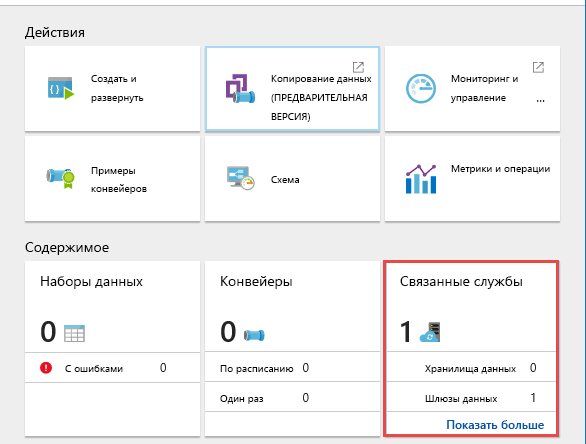 Действия
Создать и
развернуть
Копирование данных
(ПРЕДВАРИТЕЛЬНАЯ
ВЕРСИЯ)
Мониторинг и
управление ...
Примеры
конвейеров
Схема
Метрики и операции
Содержимое
Наборы данных
0
С ошибками 0
Конвейеры
0
По расписанию 0
Один раз 0
Связанные службы
1
Хранилища данных 0
Шлюзы данных 1
Показать больше